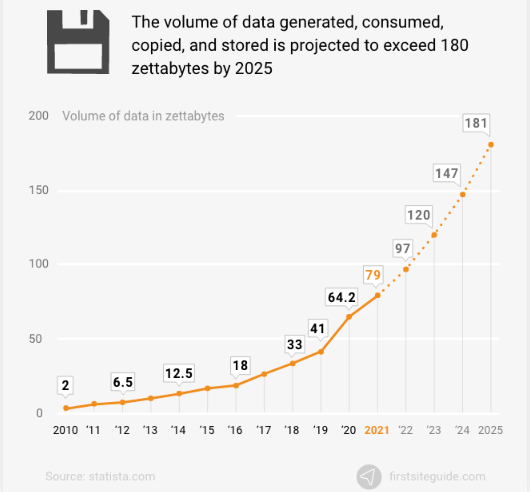 The volume of data generated, consumed,
copied, and stored is projected to exceed 180
zettabytes by 2025
200 Volume of data in zettabytes
181
150
147
120
100
97
79
64.2
50
41
33
18
12.5
6.5
2
0
2010 '11 '12 '13 '14 '15 '16 '17 '18 '19 '20 2021 '22 '23 '24 2025
Source: statista.com firstsiteguide.com